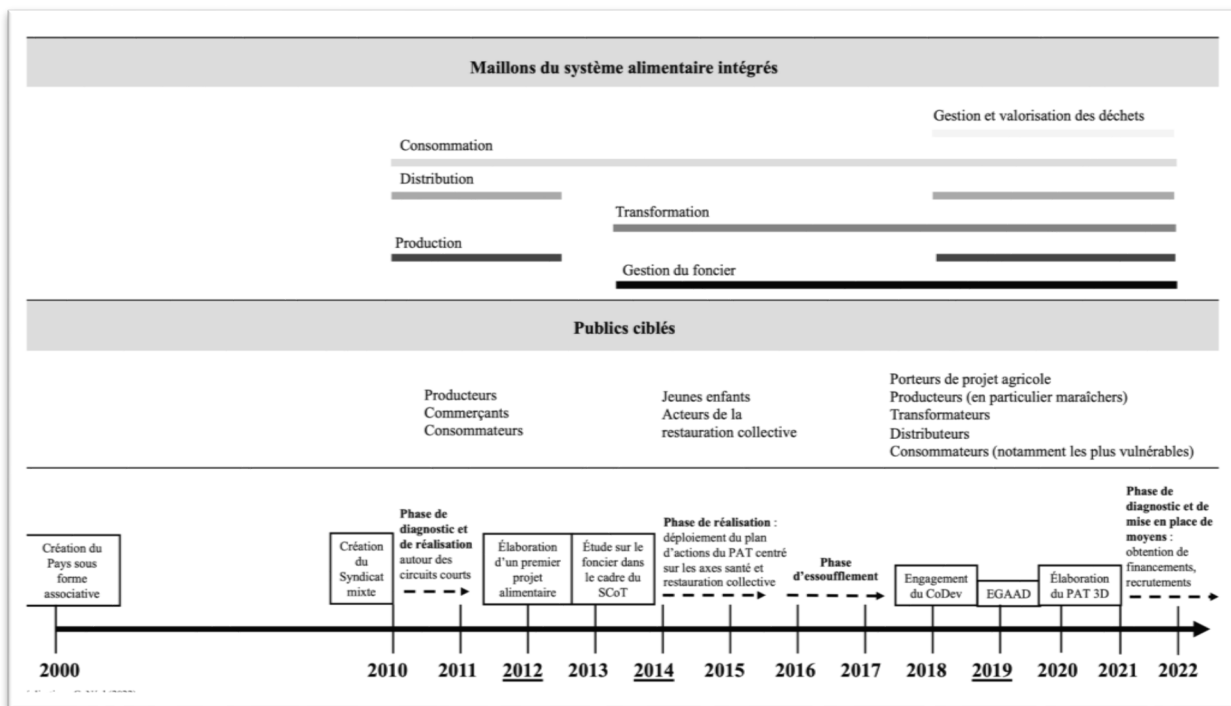 Maillons du système alimentaire intégrés
Gestion et valorisation des déchets
Consommation
Distribution
Transformation
Production
Gestion du foncier
Publics ciblés
Producteurs
Commerçants
Consommateurs
Jeunes enfants
Acteurs de la
restauration collective
Porteurs de projet agricole
Producteurs (en particulier maraîchers)
Transformateurs
Distributeurs
Consommateurs (notamment les plus vulnérables)
Création du
Pays sous
forme
associative
Création
du
Syndicat
mixte
Phase de
diagnostic et
de réalisation
autour des
circuits courts
Élaboration
d'un premier
projet
alimentaire
Étude sur le
foncier dans
le cadre du
SCoT
Phase de réalisation :
déploiement du plan
d'actions du PAT centré
sur les axes santé et
restauration collective
Phase
d'essoufflement
Engagement
du CoDev
EGAAD
Élaboration
du PAT 3D
Phase de
diagnostic et de
mise en place de
moyens :
obtention de
financements,
recrutements
2000 2010 2011 2012 2013 2014 2015 2016 2017 2018 2019 2020 2021 2022